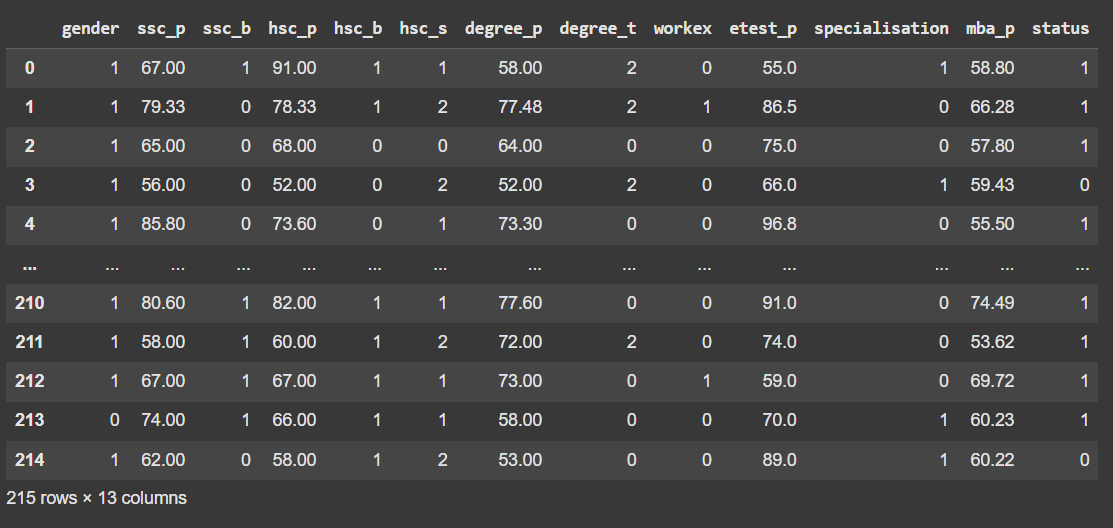 gender ssc_p ssc_b hsc_p hsc_b hsc_s degree_p degree_t workex etest_p specialisation mba_p status
0 1 67.00 1 91.00 1 1 58.00 2 0 55.0 1 58.80 1
1 1 79.33 0 78.33 1 2 77.48 2 1 86.5 0 66.28 1
2 1 65.00 0 68.00 0 0 64.00 0 0 75.0 0 57.80 1
3 1 56.00 0 52.00 0 2 52.00 2 0 66.0 1 59.43 0
4 1 85.80 0 73.60 0 1 73.30 0 0 96.8 0 55.50 1
... ... ... ... ... ... ... ... ... ... ... ... ... ...
210 1 80.60 1 82.00 1 1 77.60 0 0 91.0 0 74.49 1
211 1 58.00 1 60.00 1 2 72.00 2 0 74.0 0 53.62 1
212 1 67.00 1 67.00 1 1 73.00 0 1 59.0 0 69.72 1
213 0 74.00 1 66.00 1 1 58.00 0 0 70.0 1 60.23 1
214 1 62.00 0 58.00 1 2 53.00 0 0 89.0 1 60.22 0
215 rows × 13 columns